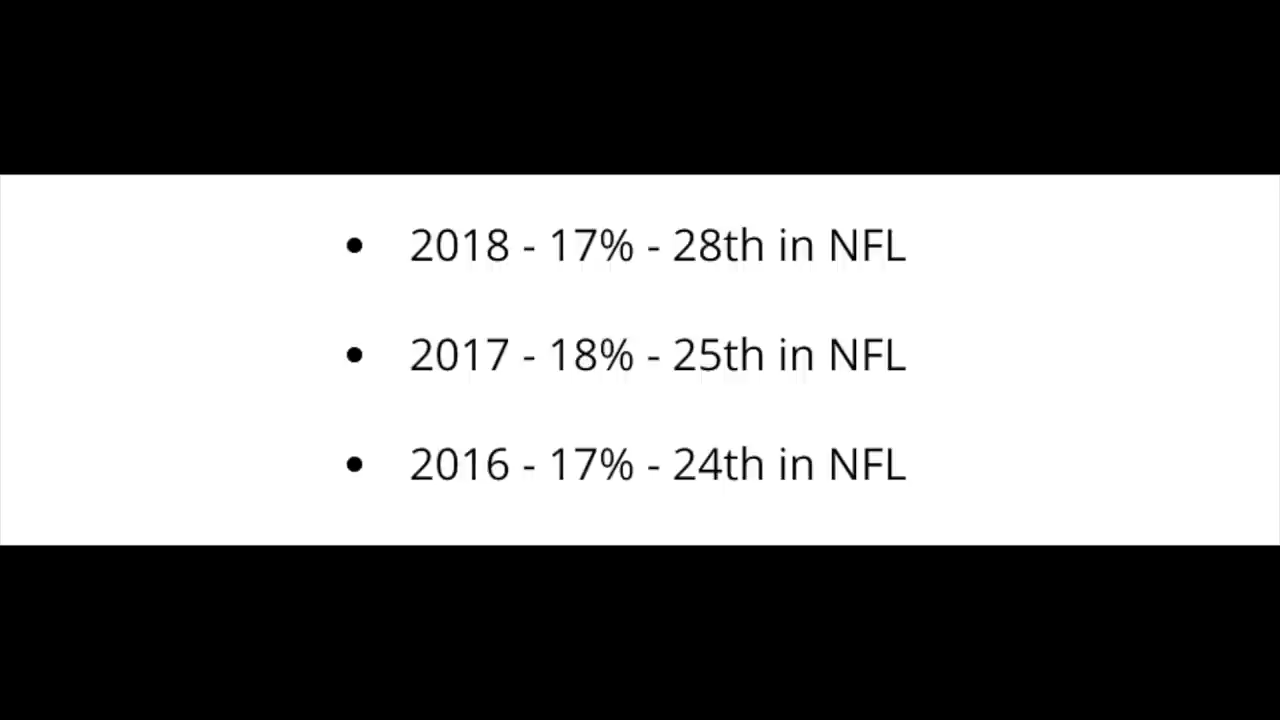 • 2018 - 17% - 28th in NFL
• 2017 - 18% - 25th in NFL
• 2016 - 17% - 24th in NFL